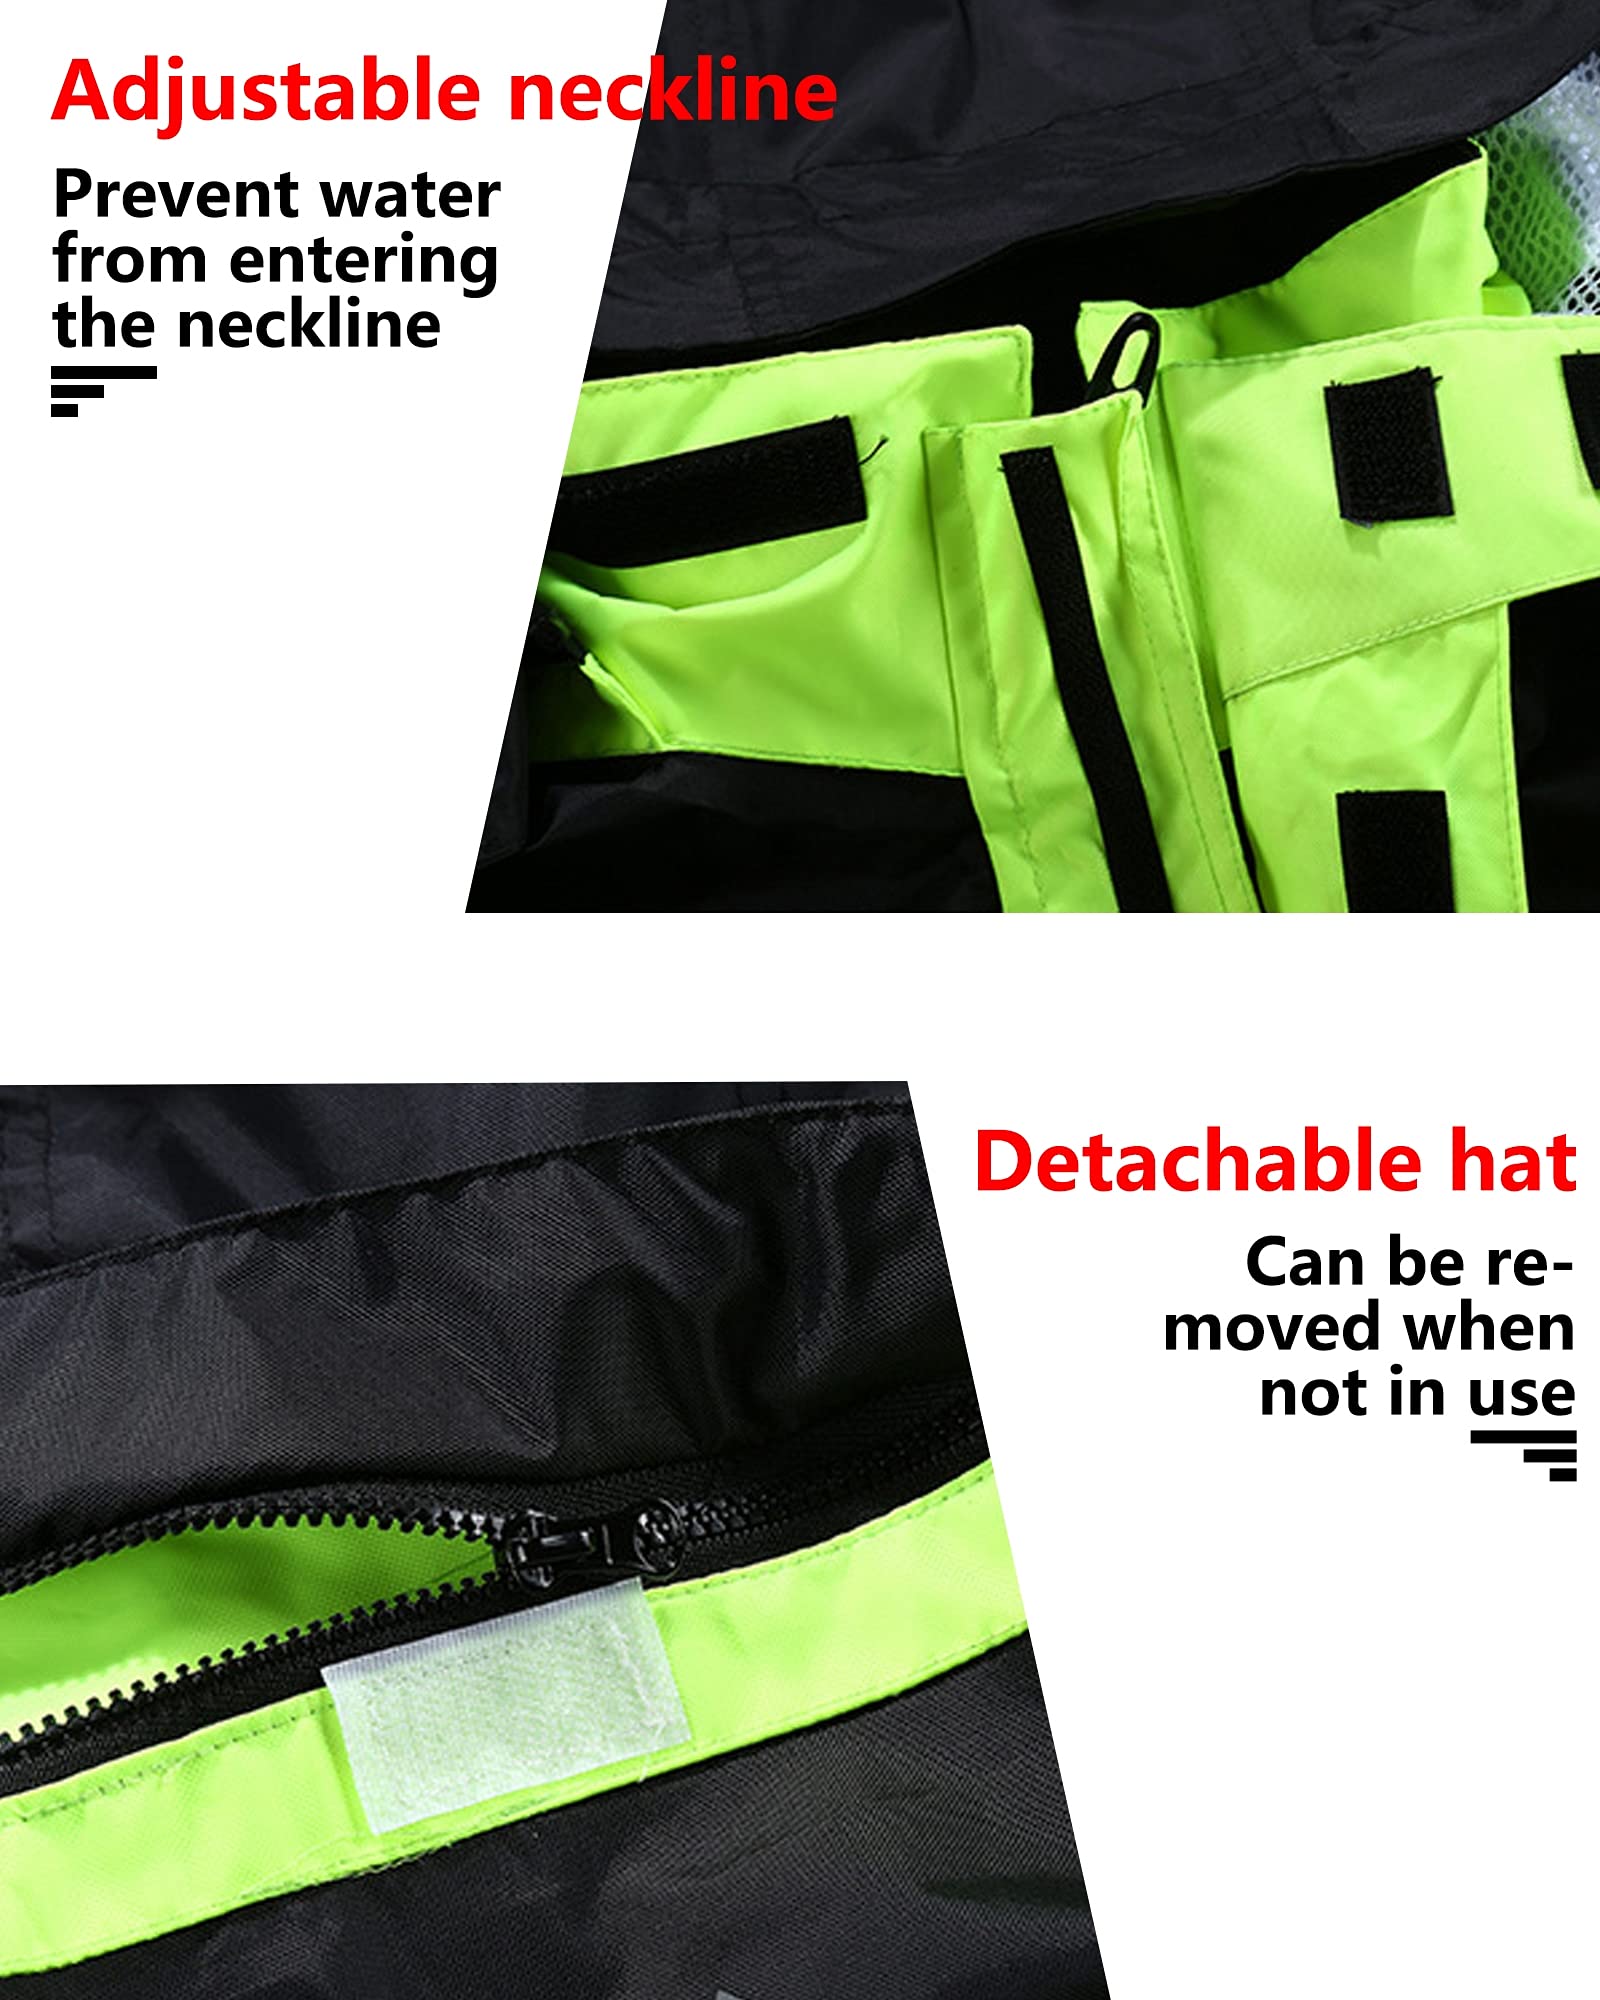 Adjustable neckline
Prevent water
from entering
the neckline
Detachable hat
Can be re-
moved when
not in use